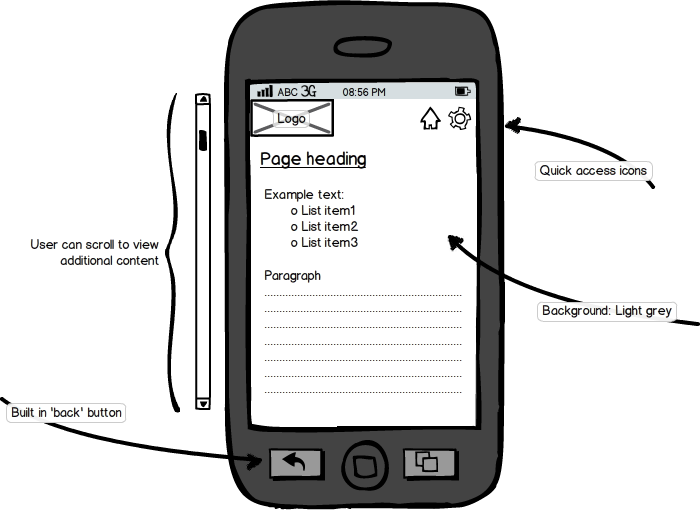 ABC 3G 08:56 PM
Logo
Page heading
Quick access icons
Example text:
o List item1
o List item2
o List item3
User can scroll to view
additional content
Paragraph
Background: Light grey
Built in 'back' button